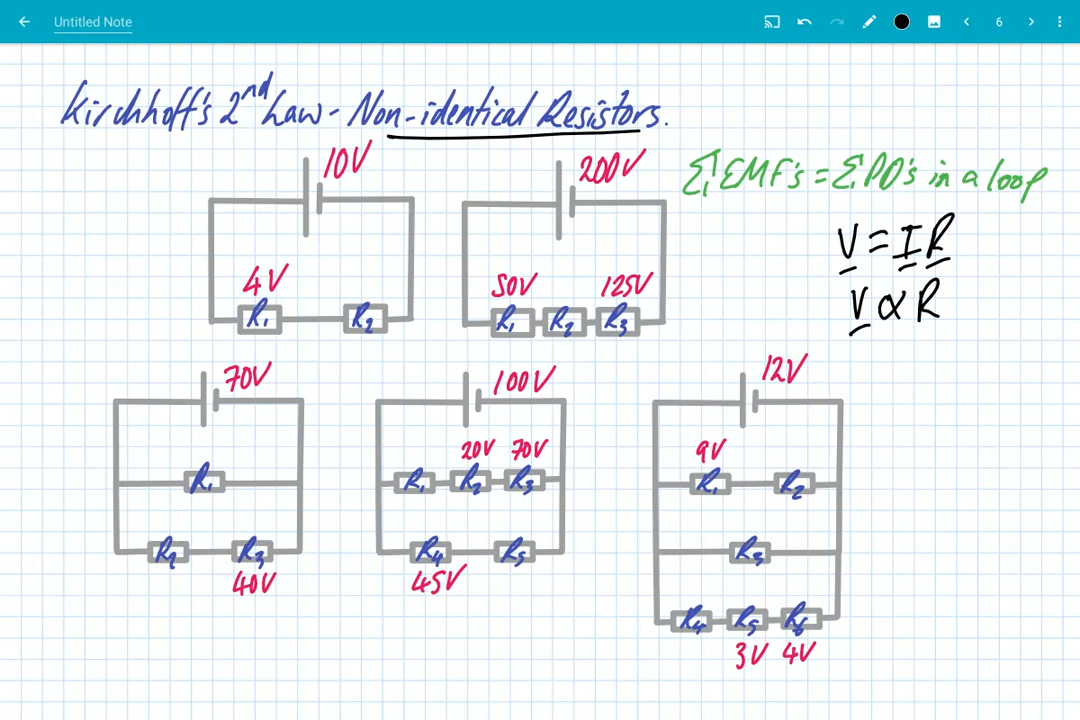 Untitled Note
6
Kirchhoff's 2nd Law - Non-identical Resistors.
ΣEMF's = ΣPD's in a loop
V = IR
V ∝ R
10V
4V
R1 R2
200V
50V 125V
R1 R2 R3
70V
R1
R2 R3
40V
100V
20V 70V
R1 R2 R3
R4 R5
45V
12V
9V
R1 R2
R3
R4 R5 R6
3V 4V